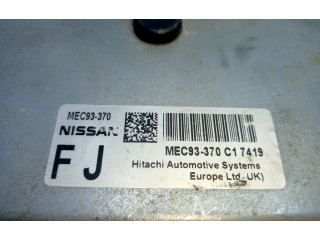 MEC93-370
NISSAN
FJ
MEC93-370 C1 7419
Hitachi Automotive Systems
Europe Ltd. UK)